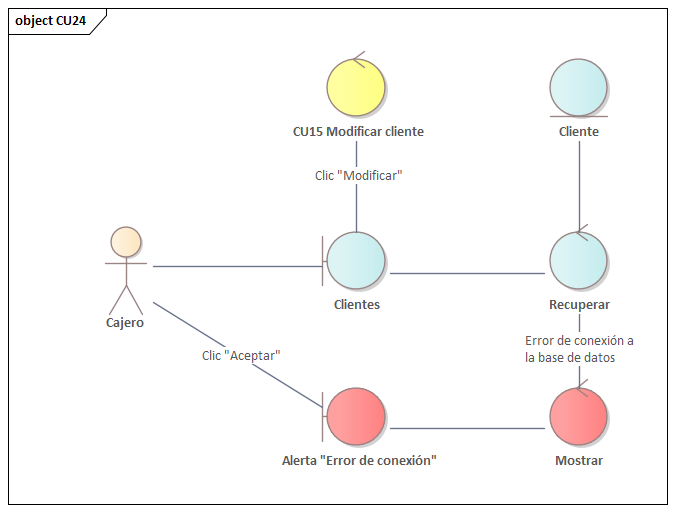 object CU24
CU15 Modificar cliente
Cliente
Clic "Modificar"
Clientes
Recuperar
Cajero
Error de conexión a
la base de datos
Clic "Aceptar"
Alerta "Error de conexión"
Mostrar